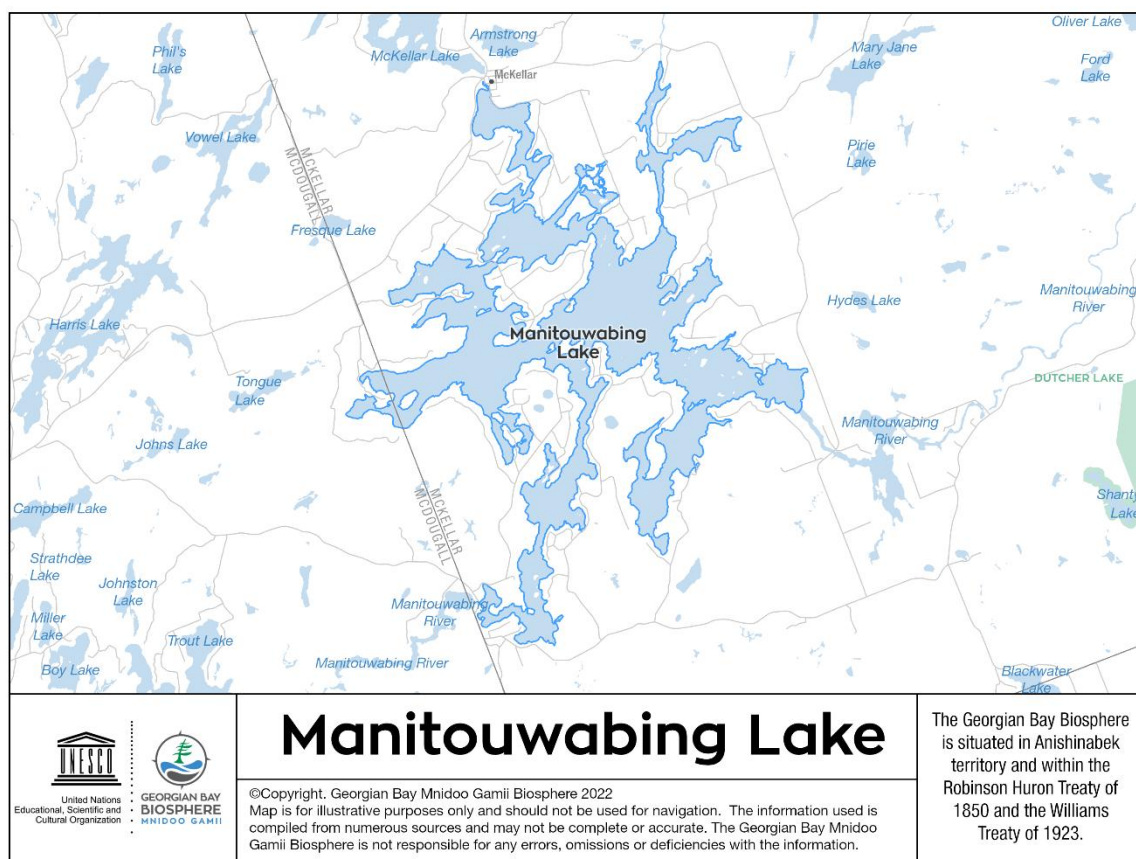 Oliver Lake
Phil's
Lake
Armstrong
Lake
McKellar Lake
McKellar
Mary Jane
Lake
Ford
Lake
Vowel Lake
Pirie
Lake
MCKELLAR
MCDOUGALL
Fresque Lake
Harris Lake
Hydes Lake
Manitouwabing
River
Manitouwabing
Lake
Tongue
Lake
DUTCHER LAKE
Johns Lake
Manitouwabing
River
Campbell Lake
MCKELLAR
MCDOUGALL
Shanty
Lake
Strathdee
Lake
Johnston
Lake
Manitouwabing
River
Miller
Lake
Trout Lake
Boy Lake
Manitouwabing River
Blackwater
Lake
UNESCO
United Nations
Educational, Scientific and
Cultural Organization
GEORGIAN BAY
BIOSPHERE
MNIDOO GAMII
Manitouwabing Lake
©Copyright. Georgian Bay Mnidoo Gamii Biosphere 2022
Map is for illustrative purposes only and should not be used for navigation. The information used is
compiled from numerous sources and may not be complete or accurate. The Georgian Bay Mnidoo
Gamii Biosphere is not responsible for any errors, omissions or deficiencies with the information.
The Georgian Bay Biosphere
is situated in Anishinabek
territory and within the
Robinson Huron Treaty of
1850 and the Williams
Treaty of 1923.